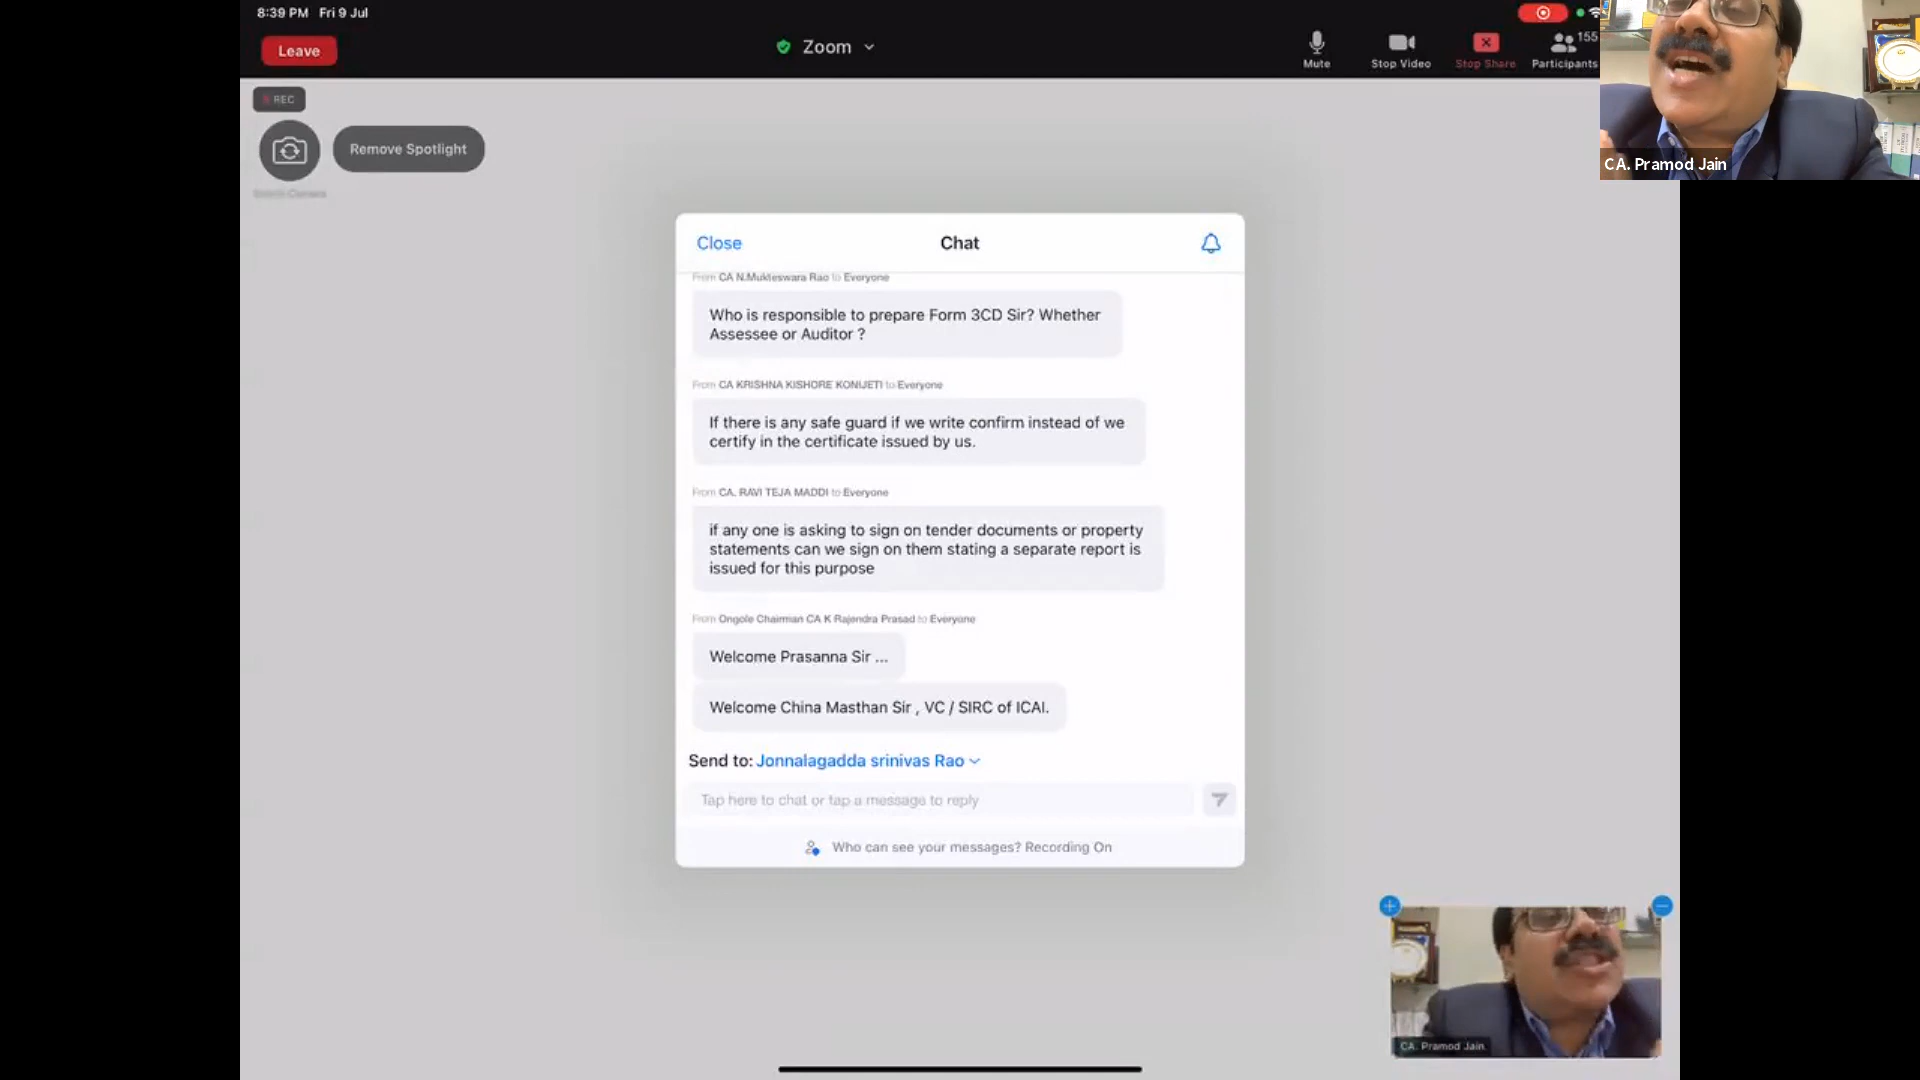 8:39 PM Fri 9 Jul
Leave
Zoom
Mute
Stop Video
Stop Share
155
Participants
CA. Pramod Jain
REC
Remove Spotlight
Switch Camera
Close
Chat
From CA N.Mukteswara Rao to Everyone
Who is responsible to prepare Form 3CD Sir? Whether
Assessee or Auditor ?
From CA KRISHNA KISHORE KONIJETI to Everyone
If there is any safe guard if we write confirm instead of we
certify in the certificate issued by us.
From CA. RAVI TEJA MADDI to Everyone
if any one is asking to sign on tender documents or property
statements can we sign on them stating a separate report is
issued for this purpose
From Ongole Chairman CA K Rajendra Prasad to Everyone
Welcome Prasanna Sir ...
Welcome China Masthan Sir , VC / SIRC of ICAI.
Send to: Jonnalagadda srinivas Rao
Tap here to chat or tap a message to reply
Who can see your messages? Recording On
CA. Pramod Jain